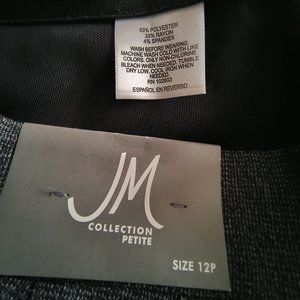 63% POLYESTER
33% RAYON
4% SPANDEX
WASH BEFORE WEARING.
MACHINE WASH COLD WITH LIKE
COLORS. ONLY NON-CHLORINE
BLEACH WHEN NEEDED. TUMBLE
DRY LOW. COOL IRON WHEN
NEEDED.
RN 102603
ESPAÑOL EN REVERSO
JM
COLLECTION
PETITE
SIZE 12P